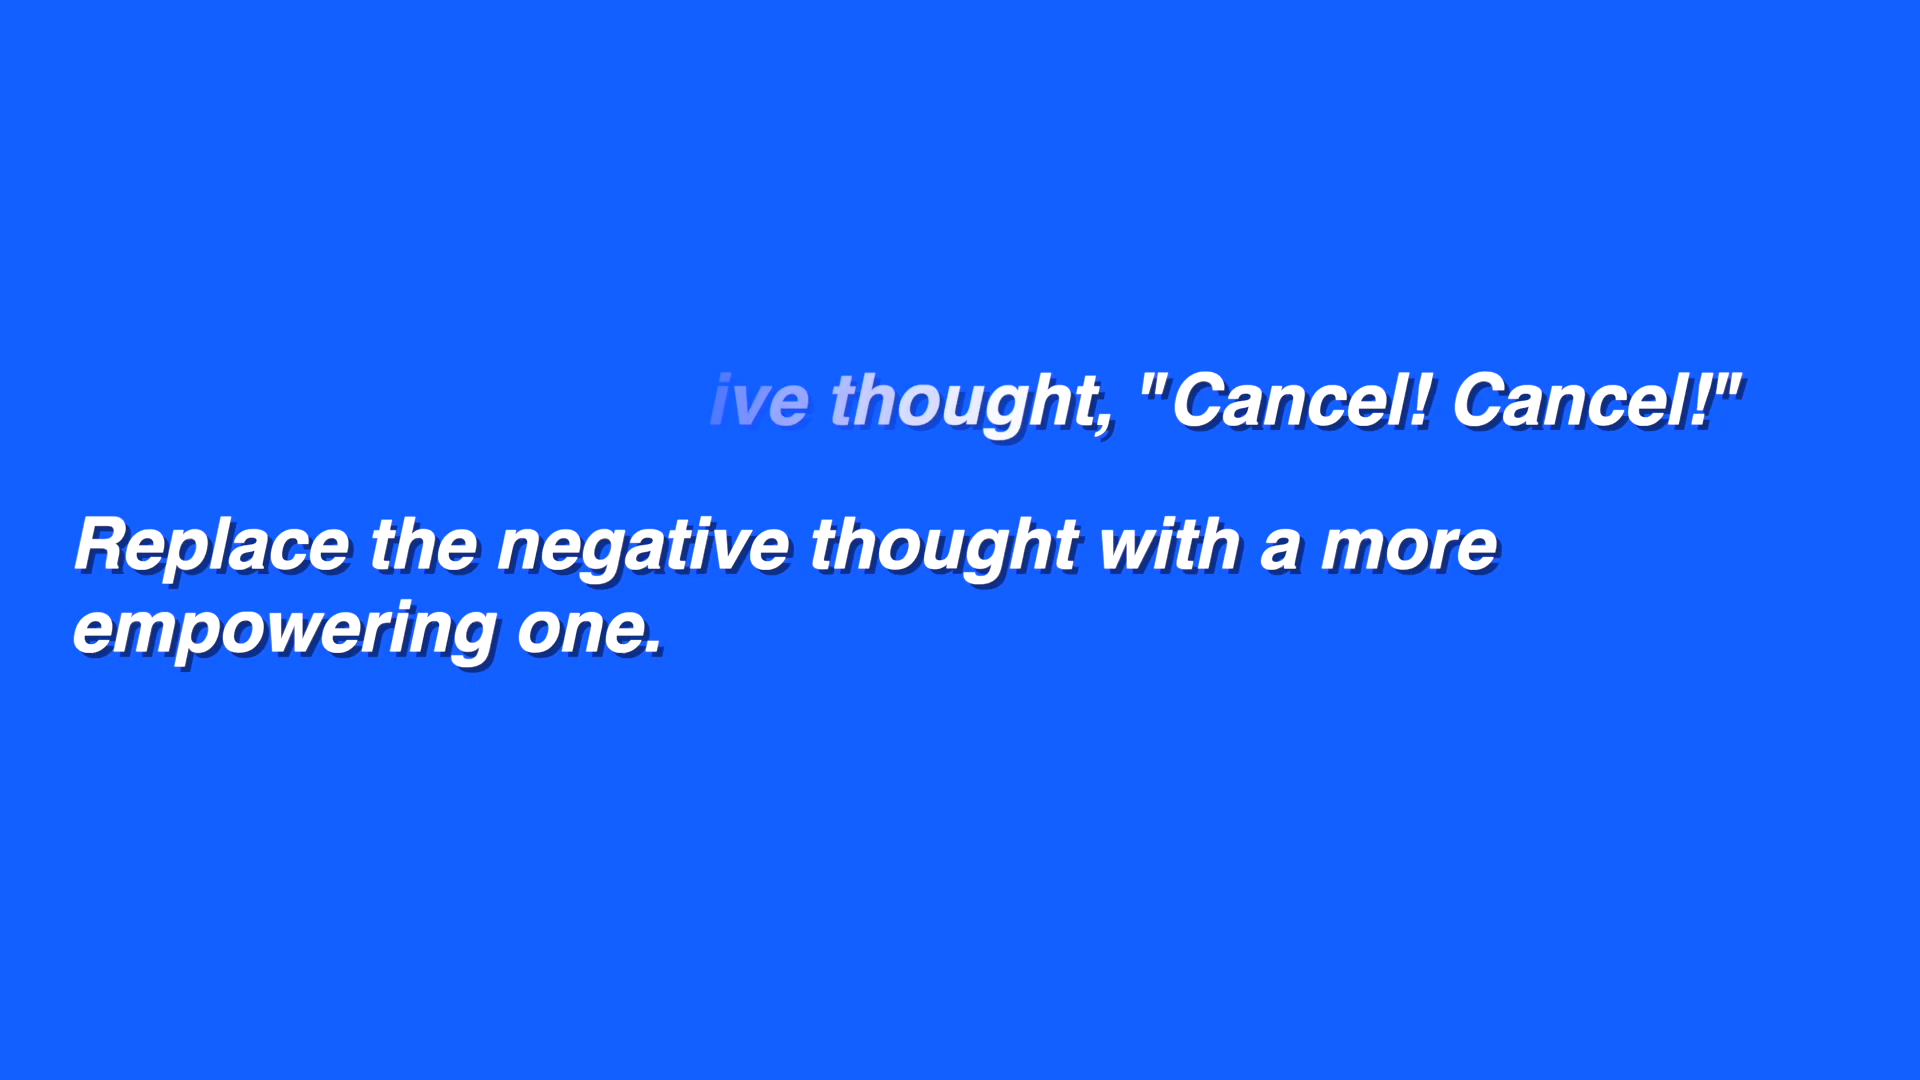 ive thought, "Cancel! Cancel!"
Replace the negative thought with a more
empowering one.